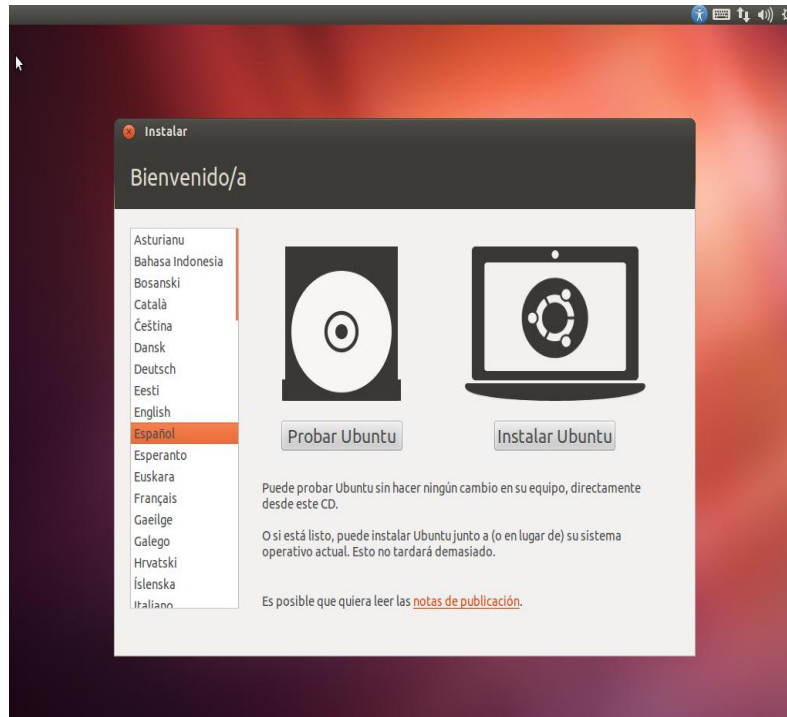 Instalar
Bienvenido/a
Asturianu
Bahasa Indonesia
Bosanski
Català
Čeština
Dansk
Deutsch
Eesti
English
Español
Esperanto
Euskara
Français
Gaeilge
Galego
Hrvatski
Íslenska
Italiano
Probar Ubuntu
Instalar Ubuntu
Puede probar Ubuntu sin hacer ningún cambio en su equipo, directamente
desde este CD.
O si está listo, puede instalar Ubuntu junto a (o en lugar de) su sistema
operativo actual. Esto no tardará demasiado.
Es posible que quiera leer las notas de publicación.